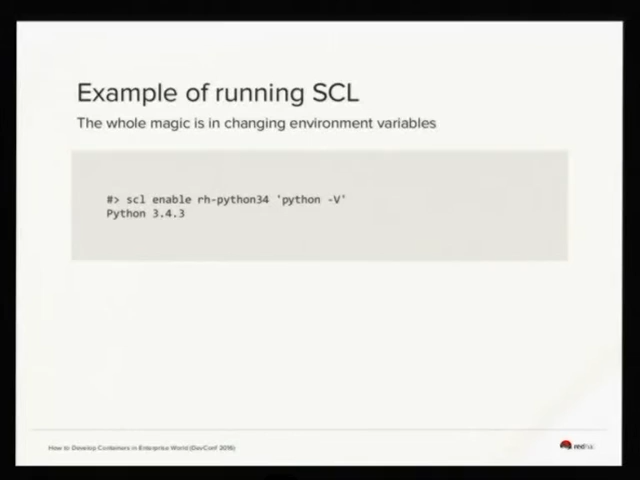 Example of running SCL
The whole magic is in changing environment variables
#> scl enable rh-python34 'python -V'
Python 3.4.3
How to Develop Containers in Enterprise World (DevConf 2016)
redhat